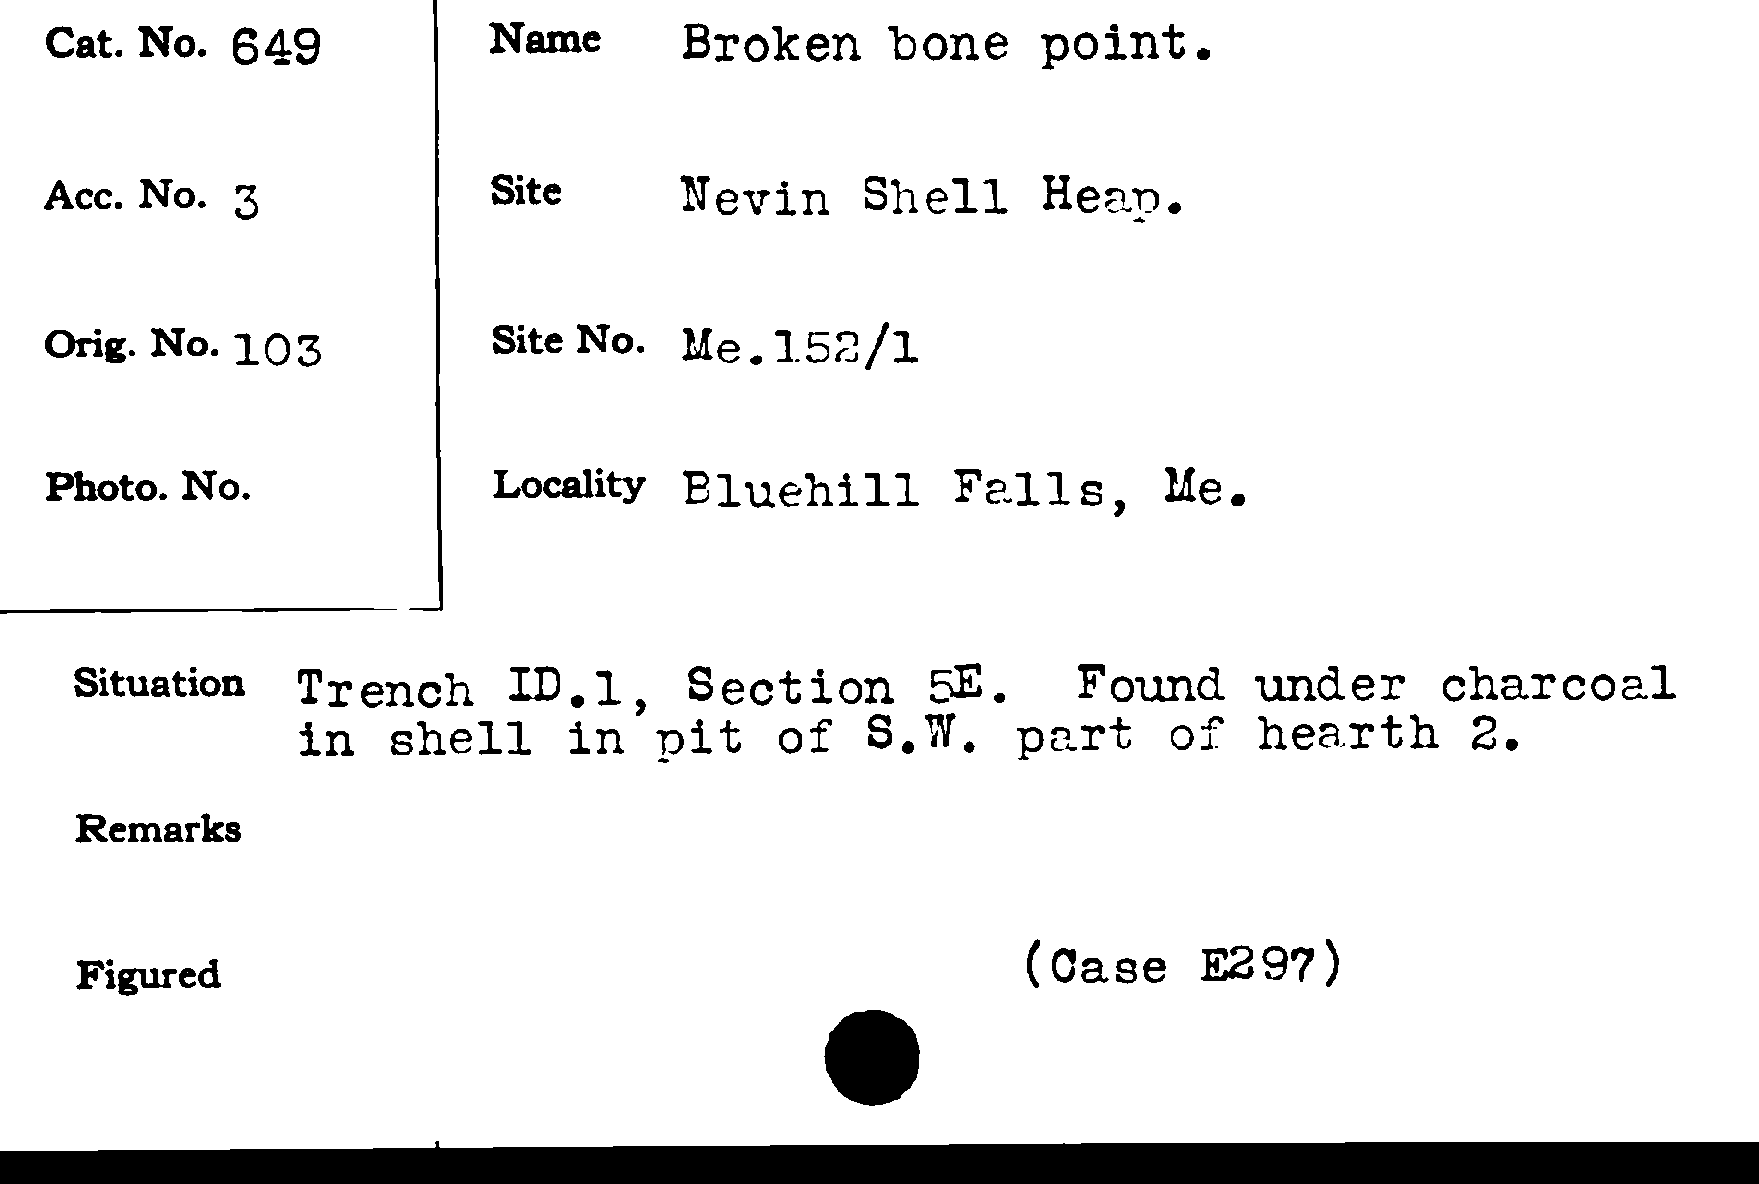 Cat. No. 649
Name Broken bone point.
Acc. No. 3
Site Nevin Shell Heap.
Orig. No. 103
Site No. Me.152/1
Photo. No.
Locality Bluehill Falls, Me.
Situation Trench ID.1, Section 5E. Found under charcoal
in shell in pit of S.W. part of hearth 2.
Remarks
Figured
(Case E297)